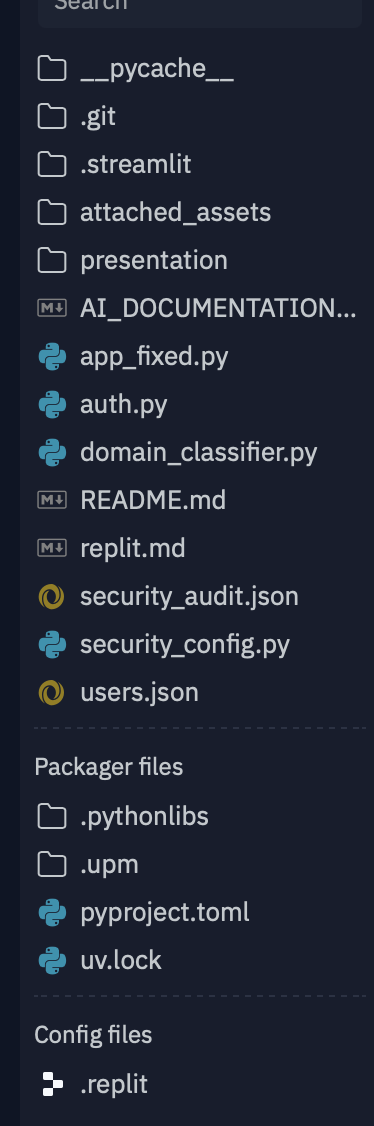 Search
__pycache__
.git
.streamlit
attached_assets
presentation
AI_DOCUMENTATION...
app_fixed.py
auth.py
domain_classifier.py
README.md
replit.md
security_audit.json
security_config.py
users.json
Packager files
.pythonlibs
.upm
pyproject.toml
uv.lock
Config files
.replit